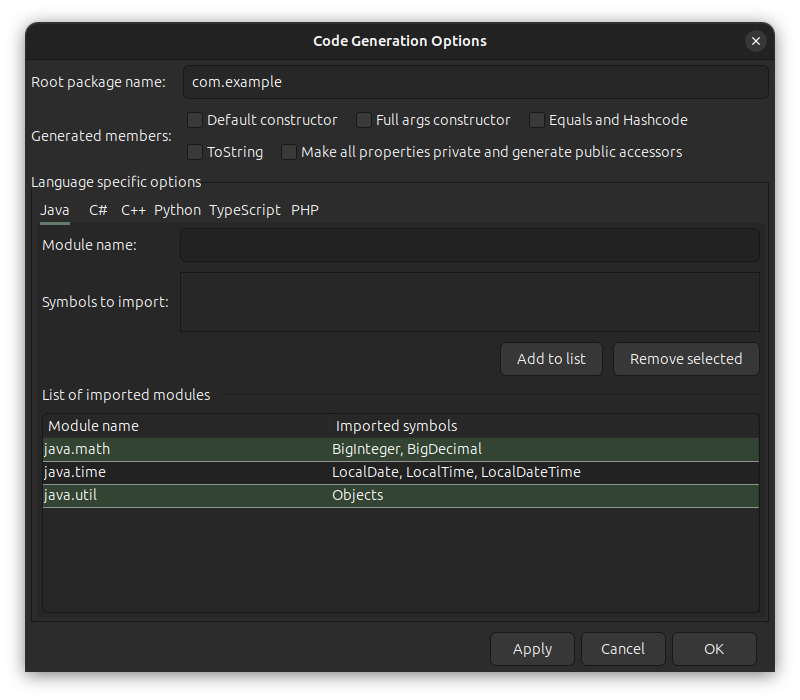 Code Generation Options
Root package name: com.example
Generated members: Default constructor Full args constructor Equals and Hashcode
ToString Make all properties private and generate public accessors
Language specific options
Java C# C++ Python TypeScript PHP
Module name:
Symbols to import:
Add to list Remove selected
List of imported modules
Module name Imported symbols
java.math BigInteger, BigDecimal
java.time LocalDate, LocalTime, LocalDateTime
java.util Objects
Apply Cancel OK